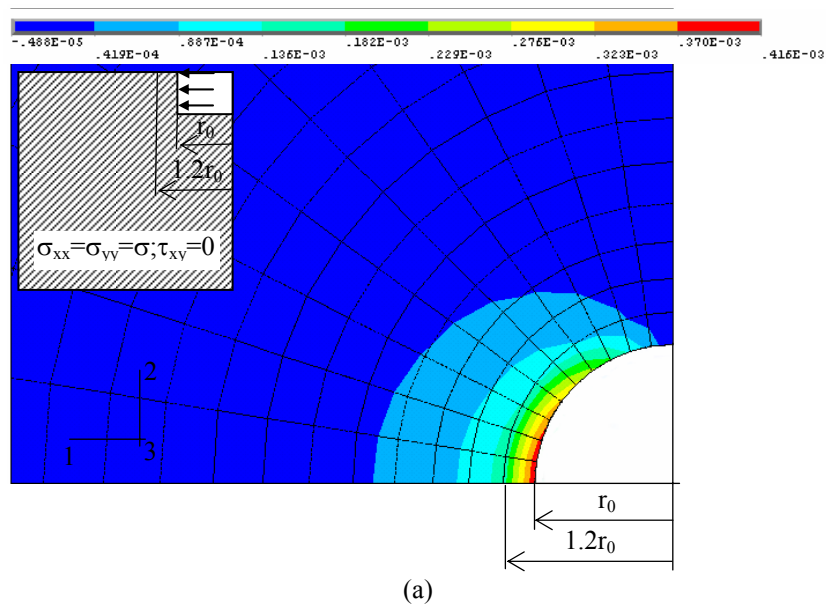 -.488E-05 .887E-04 .182E-03 .276E-03 .370E-03
.419E-04 .135E-03 .229E-03 .323E-03 .416E-03
r₀
1.2r₀
σxx=σyy=σ;τxy=0
2
1 3
r₀
1.2r₀
(a)